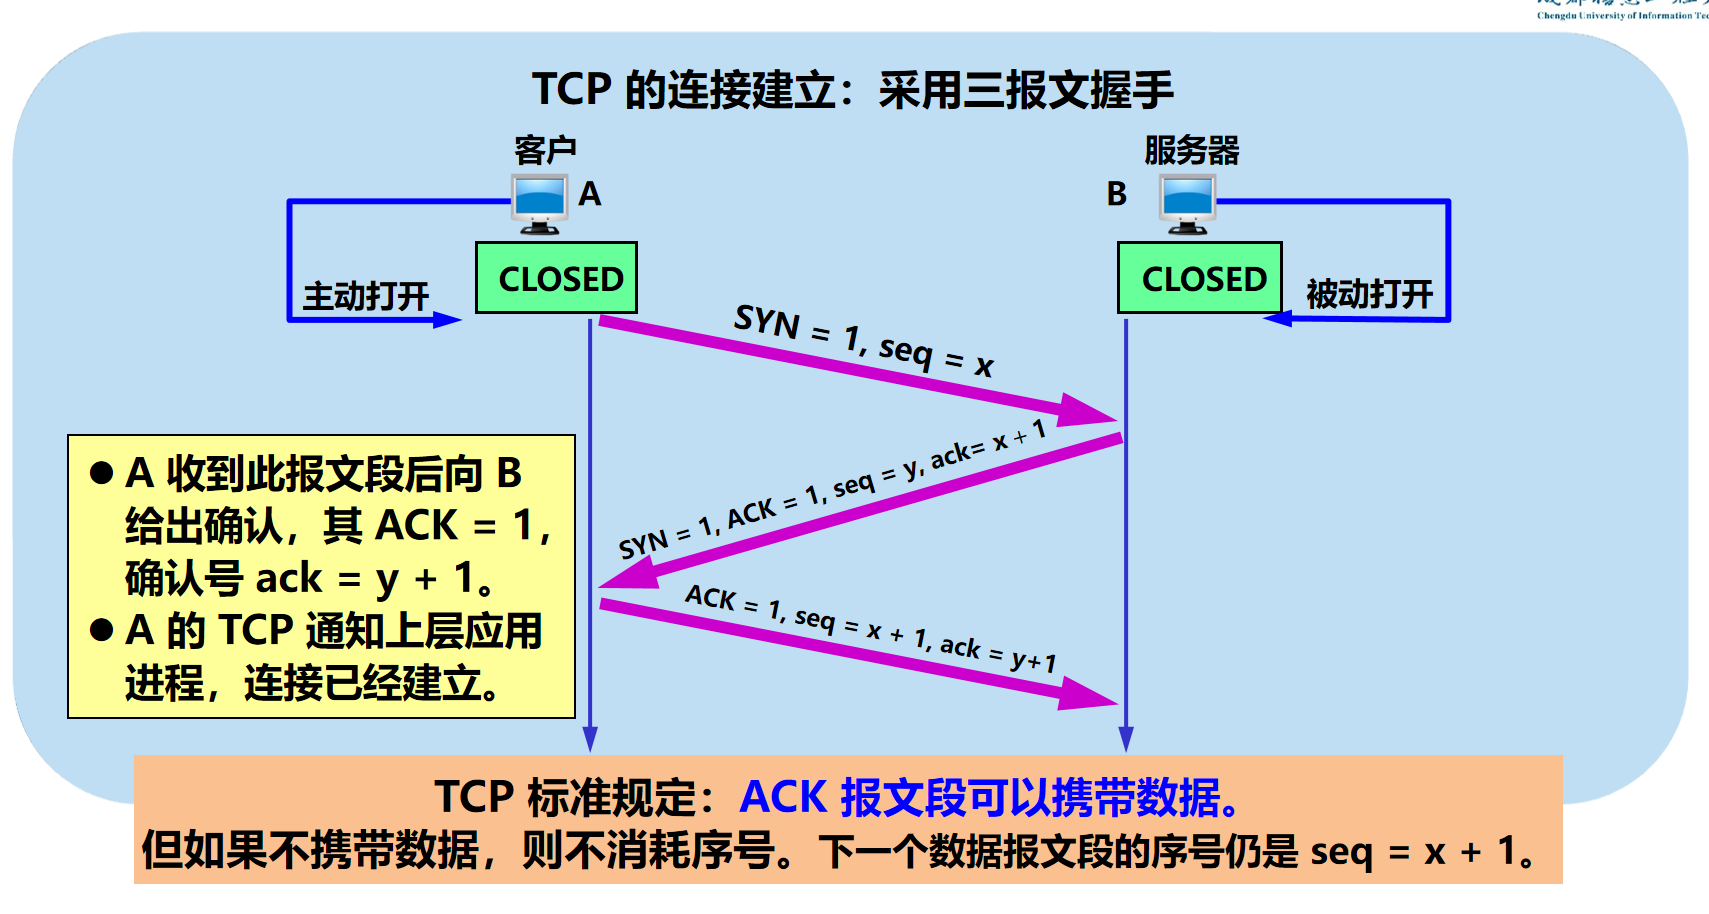 Chengdu University of Information Tec
TCP 的连接建立：采用三报文握手
客户
服务器
A
B
CLOSED
CLOSED
主动打开
被动打开
SYN = 1, seq = x
SYN = 1, ACK = 1, seq = y, ack= x + 1
ACK = 1, seq = x + 1, ack = y+1
● A 收到此报文段后向 B
给出确认，其 ACK = 1，
确认号 ack = y + 1。
● A 的 TCP 通知上层应用
进程，连接已经建立。
TCP 标准规定：ACK 报文段可以携带数据。
但如果不携带数据，则不消耗序号。下一个数据报文段的序号仍是 seq = x + 1。